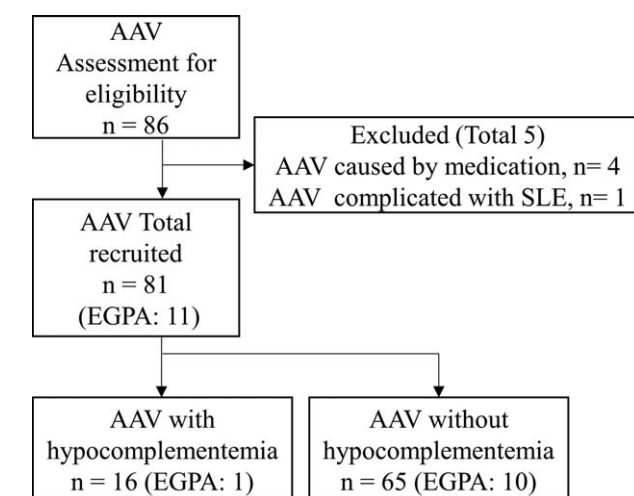 AAV
Assessment for
eligibility
n = 86
Excluded (Total 5)
AAV caused by medication, n= 4
AAV complicated with SLE, n= 1
AAV Total
recruited
n = 81
(EGPA: 11)
AAV with
hypocomplementemia
n = 16 (EGPA: 1)
AAV without
hypocomplementemia
n = 65 (EGPA: 10)